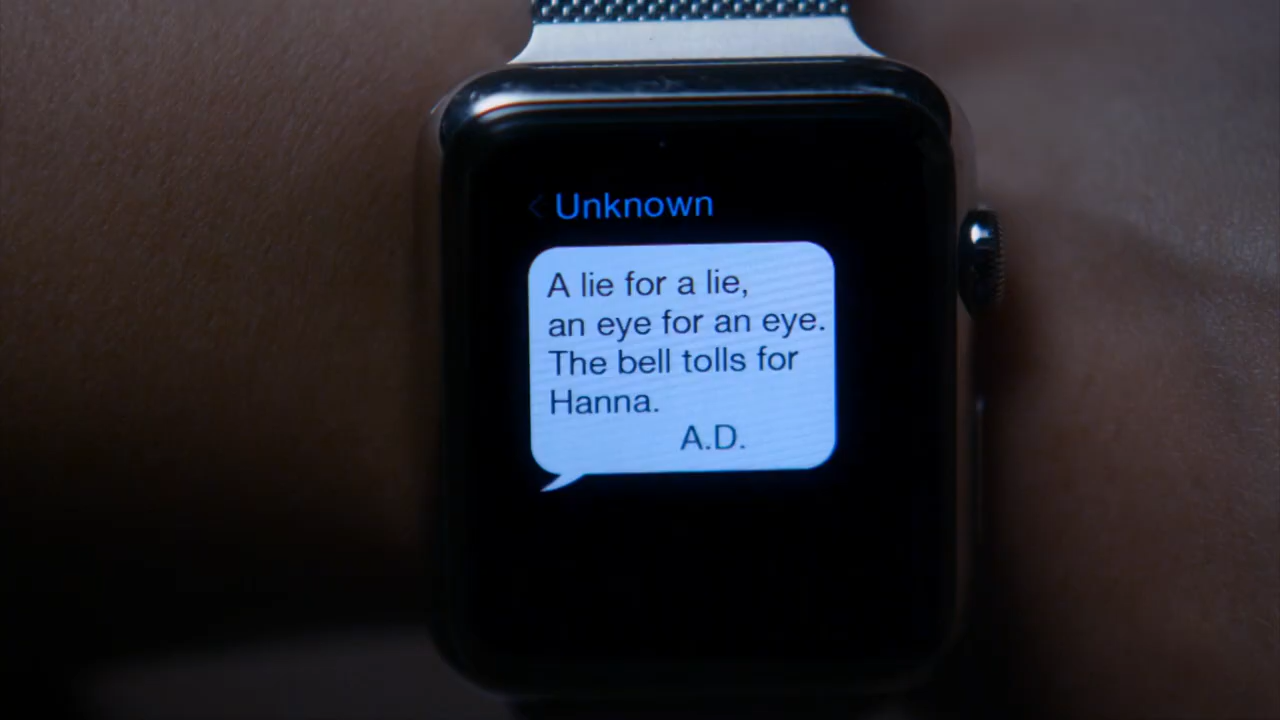 Unknown
A lie for a lie,
an eye for an eye.
The bell tolls for
Hanna.
A.D.